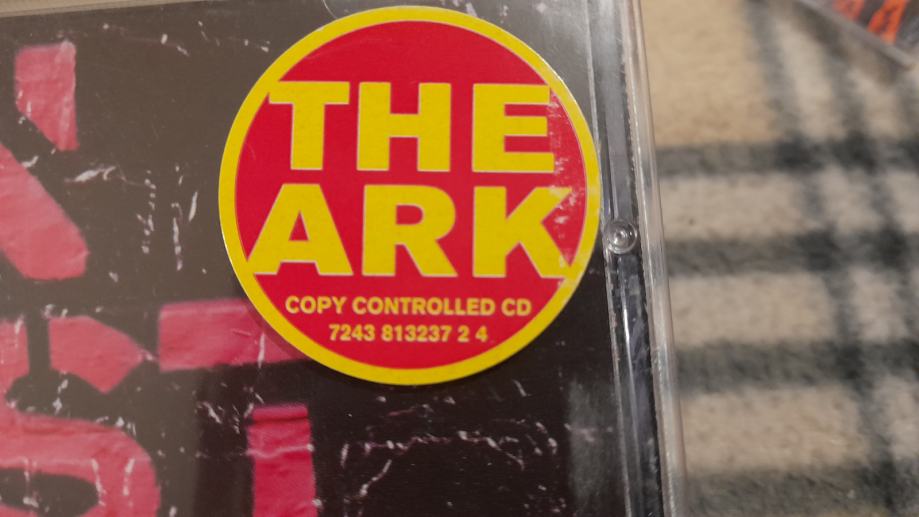 THE
ARK
COPY CONTROLLED CD
7243 813237 2 4